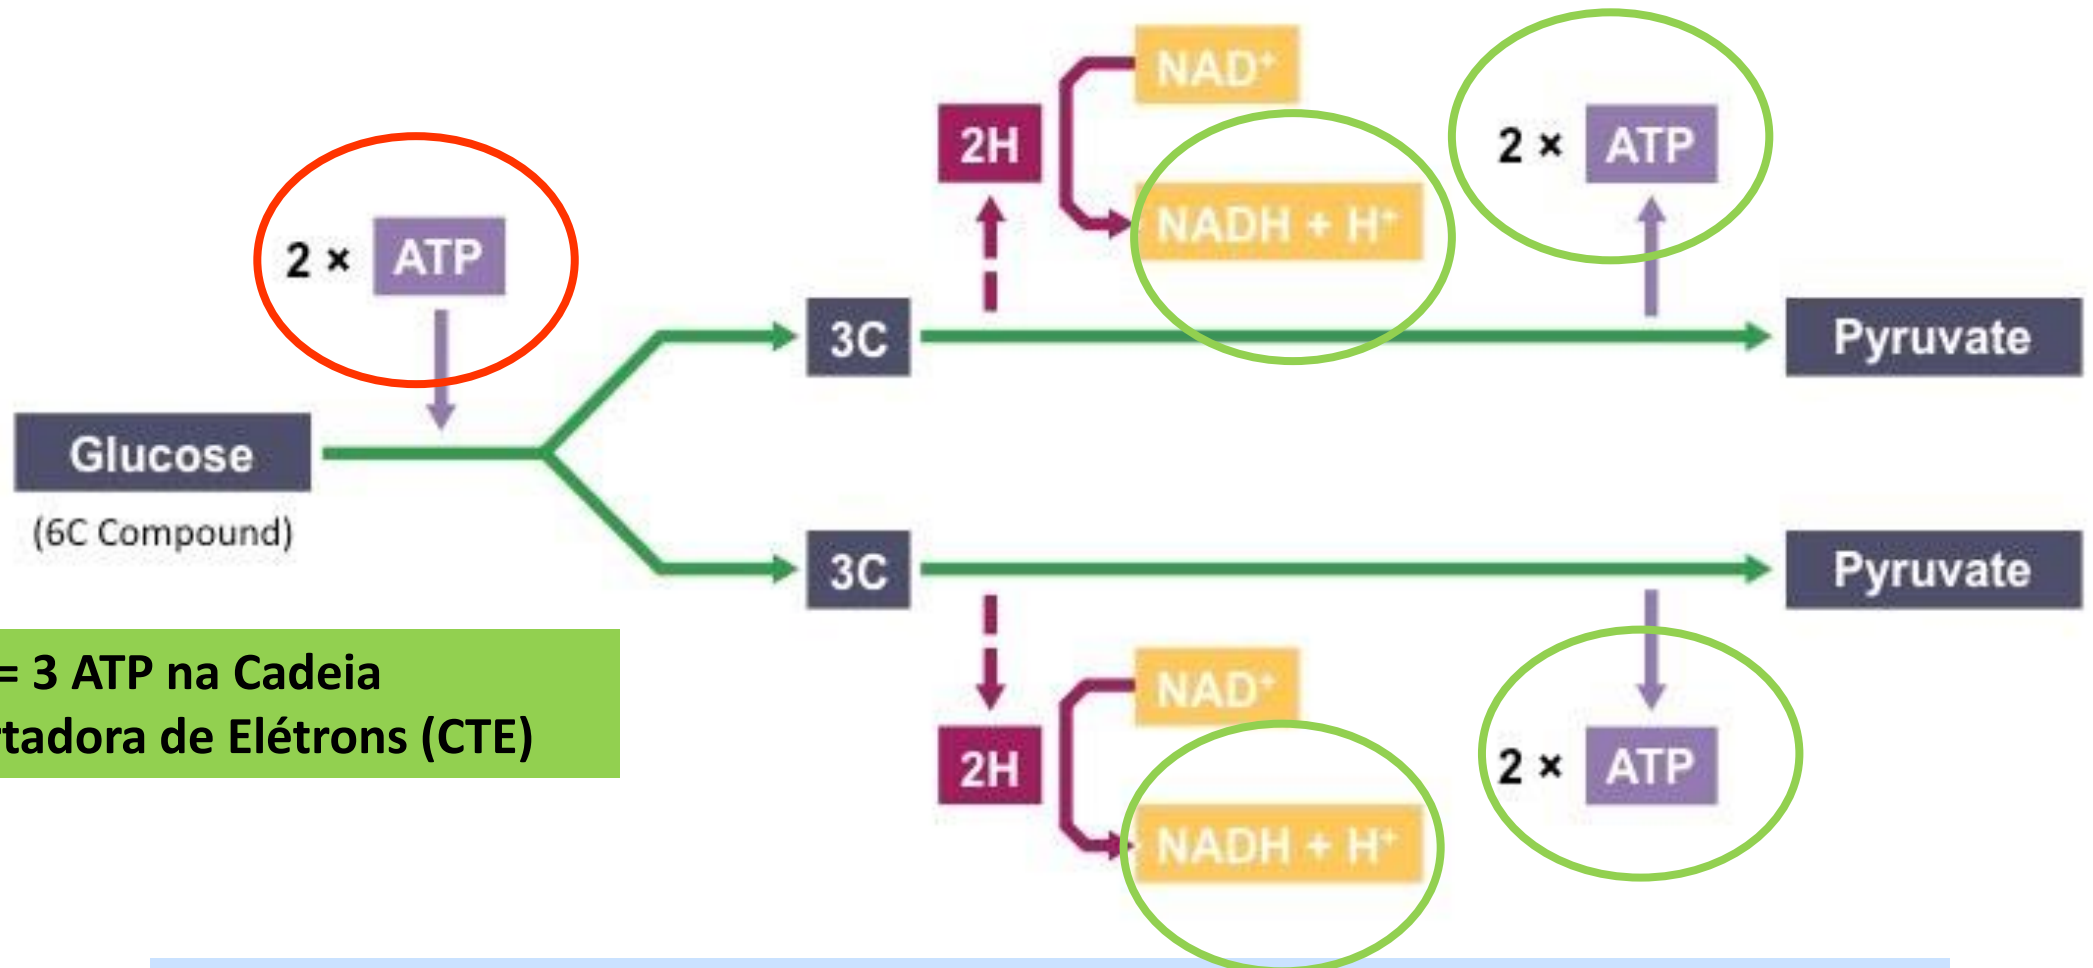 NAD⁺
2H
2 × ATP
NADH + H⁺
2 × ATP
3C
Pyruvate
Glucose
(6C Compound)
3C
Pyruvate
= 3 ATP na Cadeia
rtadora de Elétrons (CTE)
NAD⁺
2H
2 × ATP
NADH + H⁺